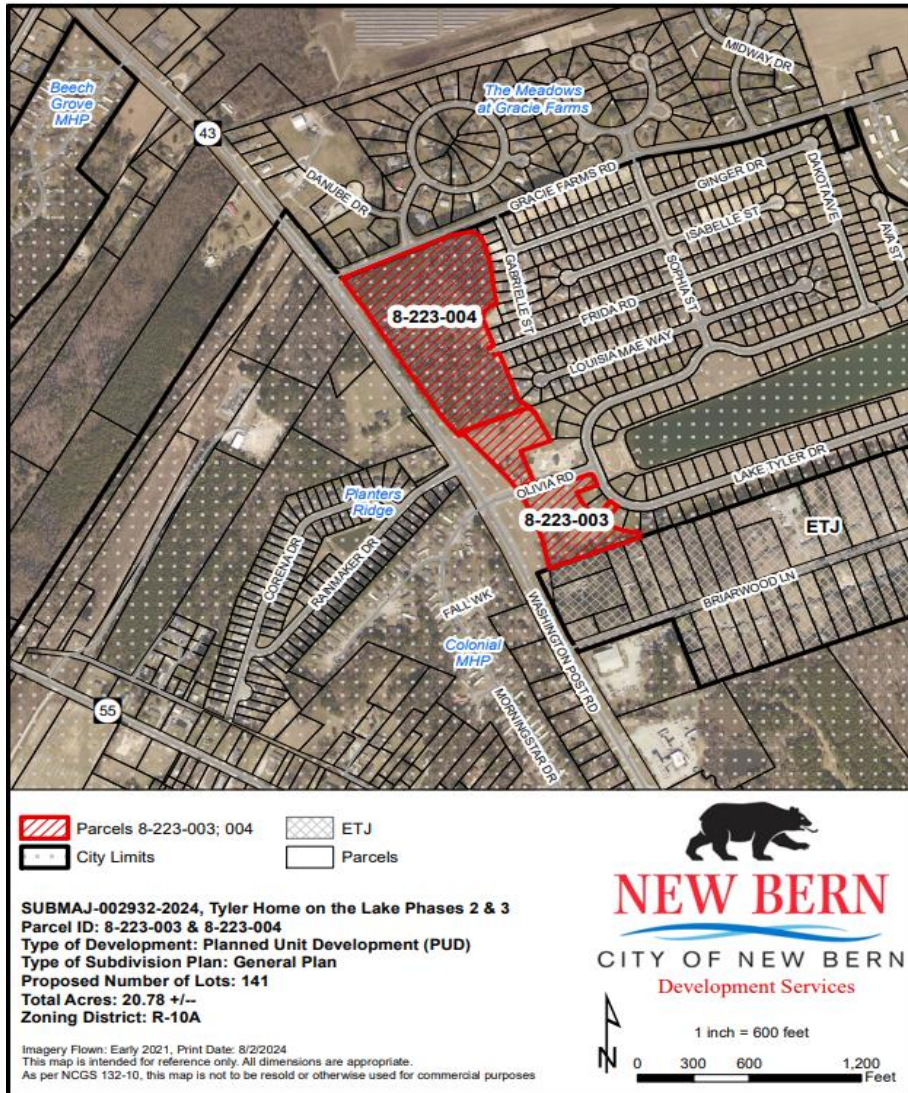 MIDWAY DR
Beech
Grove
MHP
The Meadows
at Gracie Farms
43
DANUBE DR
GRACIE FARMS RD
GINGER DR
DAKOTA AVE
ISABELLE ST
AVA ST
GABRIELLE ST
SOPHIA ST
8-223-004
FRIDA RD
LOUISIA MAE WAY
LAKE TYLER DR
OLIVIA RD
Planters
Ridge
8-223-003
ETJ
CORENA DR
RAINMAKER DR
BRIARWOOD LN
FALL WK
WASHINGTON POST RD
Colonial
MHP
MORNINGSTAR DR
55
Parcels 8-223-003; 004
ETJ
City Limits
Parcels
SUBMAJ-002932-2024, Tyler Home on the Lake Phases 2 & 3
Parcel ID: 8-223-003 & 8-223-004
Type of Development: Planned Unit Development (PUD)
Type of Subdivision Plan: General Plan
Proposed Number of Lots: 141
Total Acres: 20.78 +/--
Zoning District: R-10A
Imagery Flown: Early 2021, Print Date: 8/2/2024
This map is intended for reference only. All dimensions are appropriate.
As per NCGS 132-10, this map is not to be resold or otherwise used for commercial purposes
NEW BERN
CITY OF NEW BERN
Development Services
N
1 inch = 600 feet
0 300 600 1,200
Feet